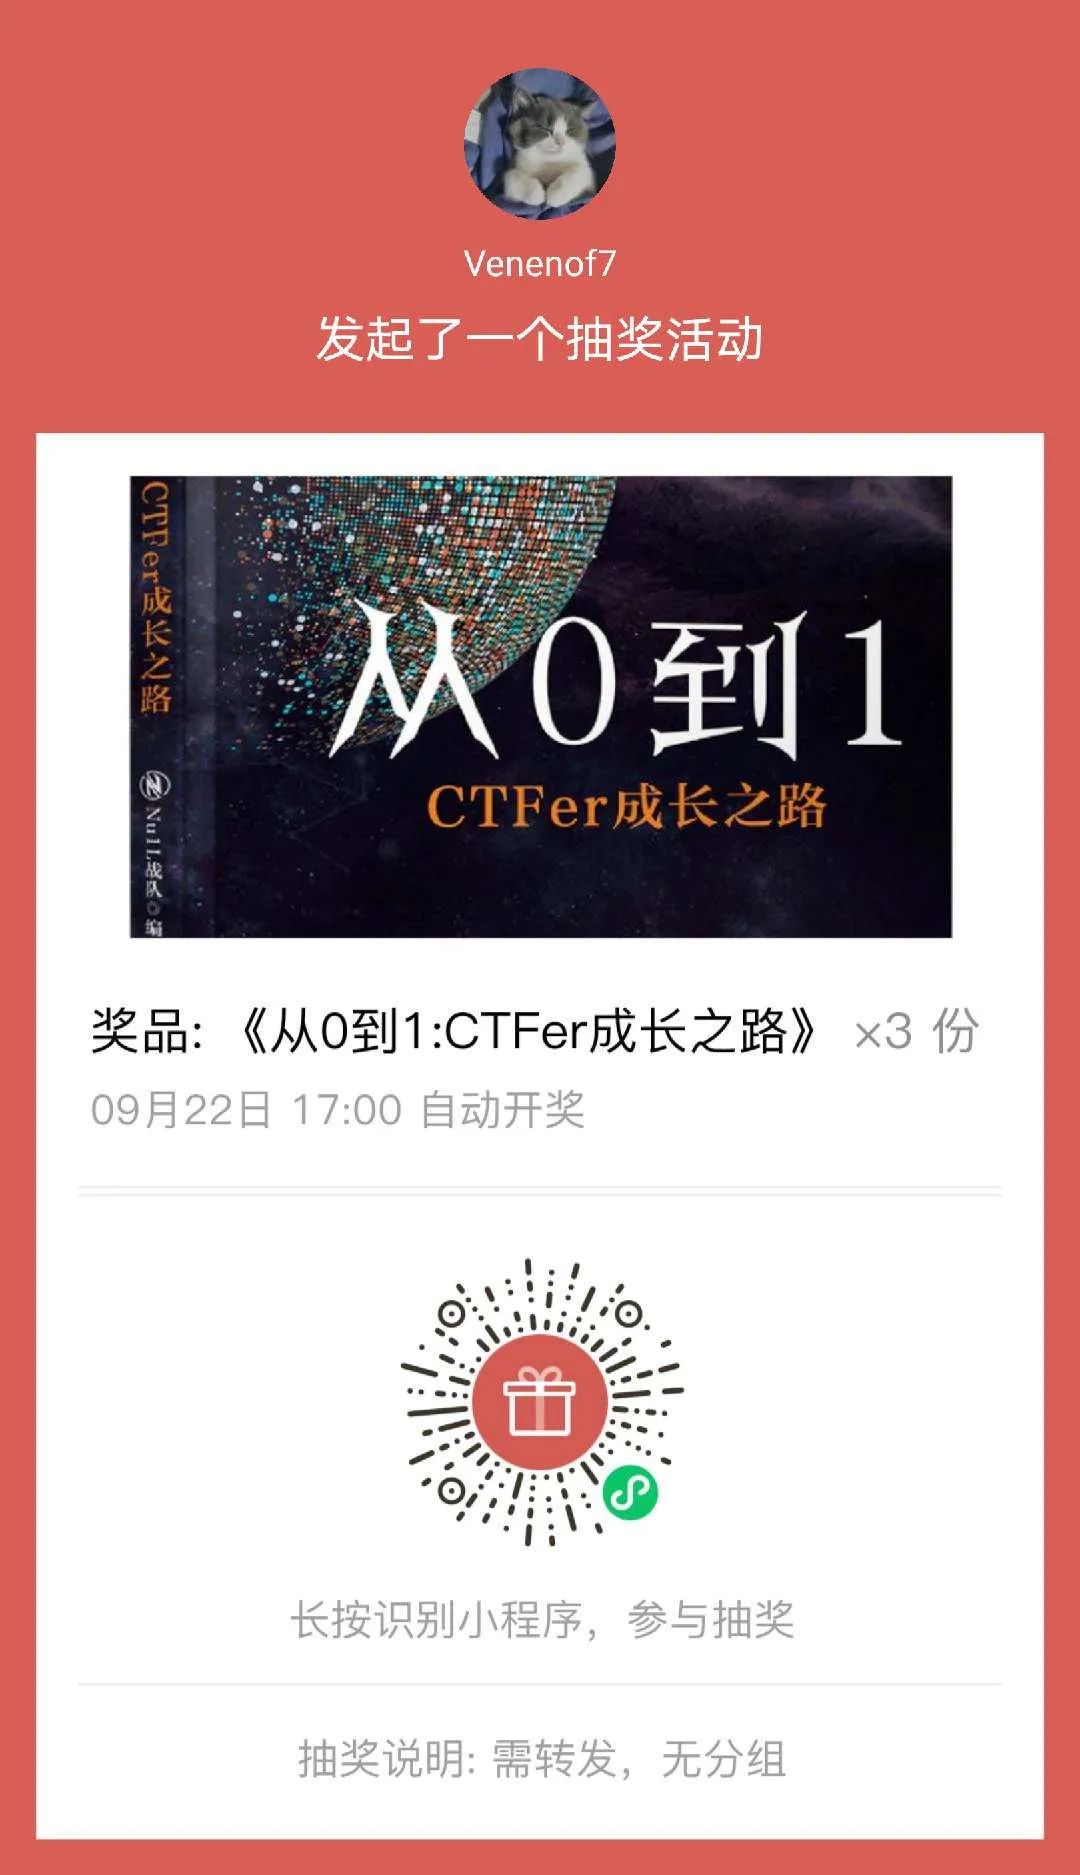 Venenof7
发起了一个抽奖活动
CTFer成长之路
Nu1L战队◎编
从0到1
CTFer成长之路
奖品: 《从0到1:CTFer成长之路》 ×3 份
09月22日 17:00 自动开奖
长按识别小程序，参与抽奖
抽奖说明: 需转发，无分组